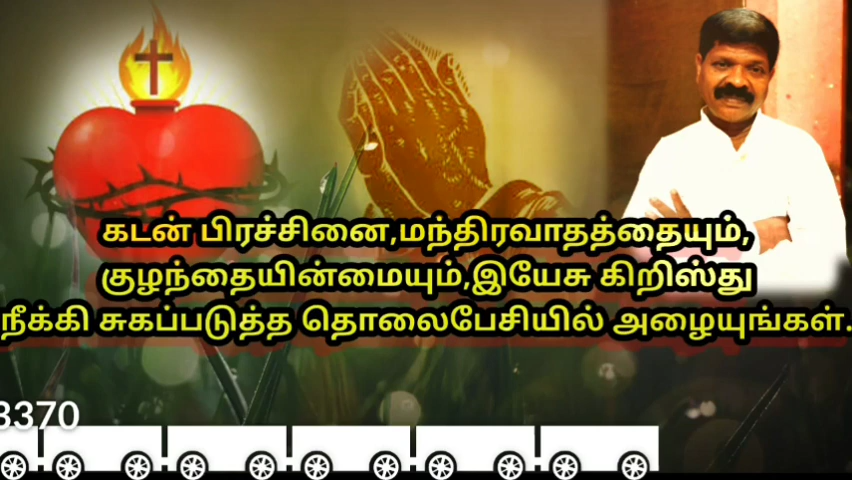 கடன் பிரச்சினை,மந்திரவாதத்தையும்,
குழந்தையின்மையும்,இயேசு கிறிஸ்து
நீக்கி சுகப்படுத்த தொலைபேசியில் அழையுங்கள்.
3370